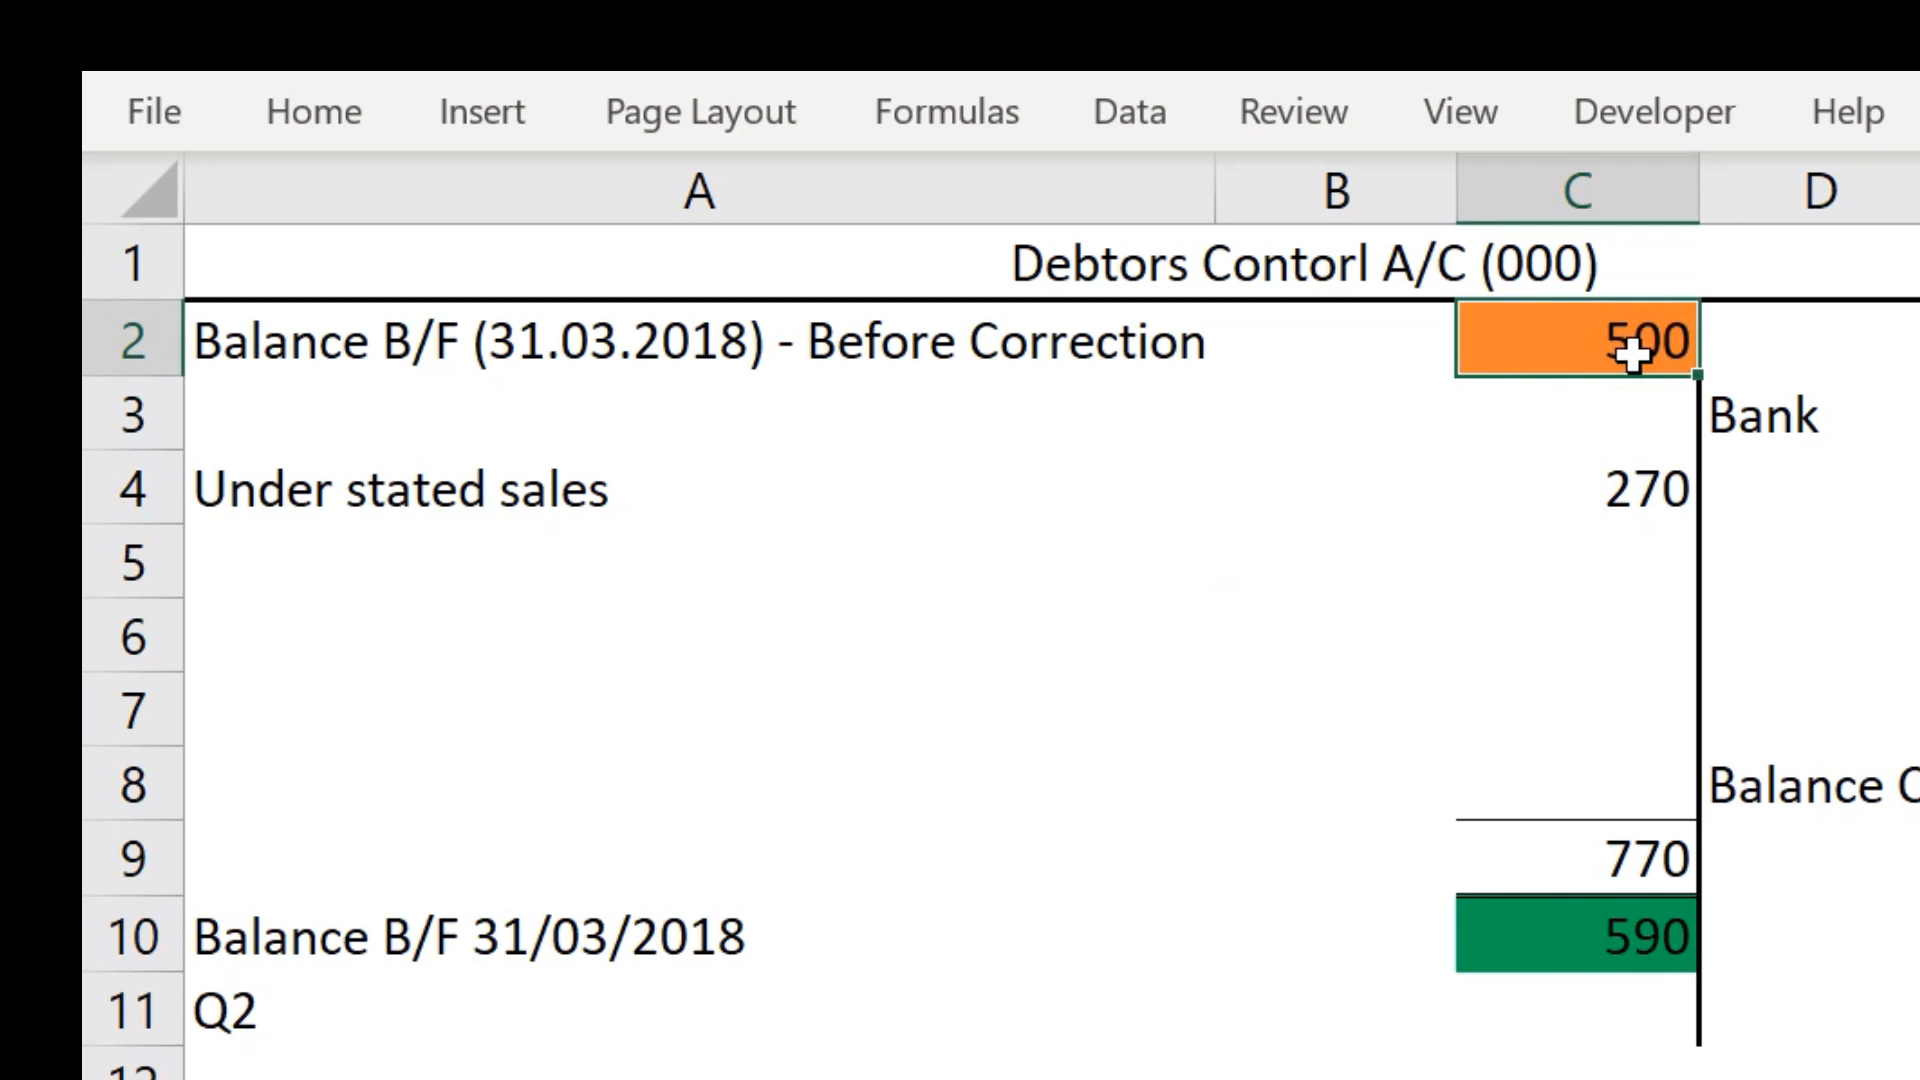 File Home Insert Page Layout Formulas Data Review View Developer Help
A B C D
1 Debtors Contorl A/C (000)
2 Balance B/F (31.03.2018) - Before Correction 500
3 Bank
4 Under stated sales 270
5
6
7
8 Balance
9 770
10 Balance B/F 31/03/2018 590
11 Q2
12